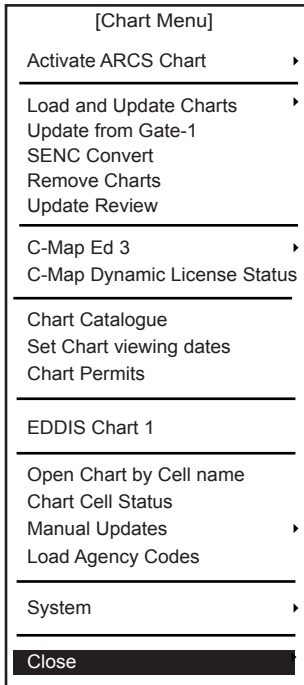 [Chart Menu]
Activate ARCS Chart
Load and Update Charts
Update from Gate-1
SENC Convert
Remove Charts
Update Review
C-Map Ed 3
C-Map Dynamic License Status
Chart Catalogue
Set Chart viewing dates
Chart Permits
EDDIS Chart 1
Open Chart by Cell name
Chart Cell Status
Manual Updates
Load Agency Codes
System
Close